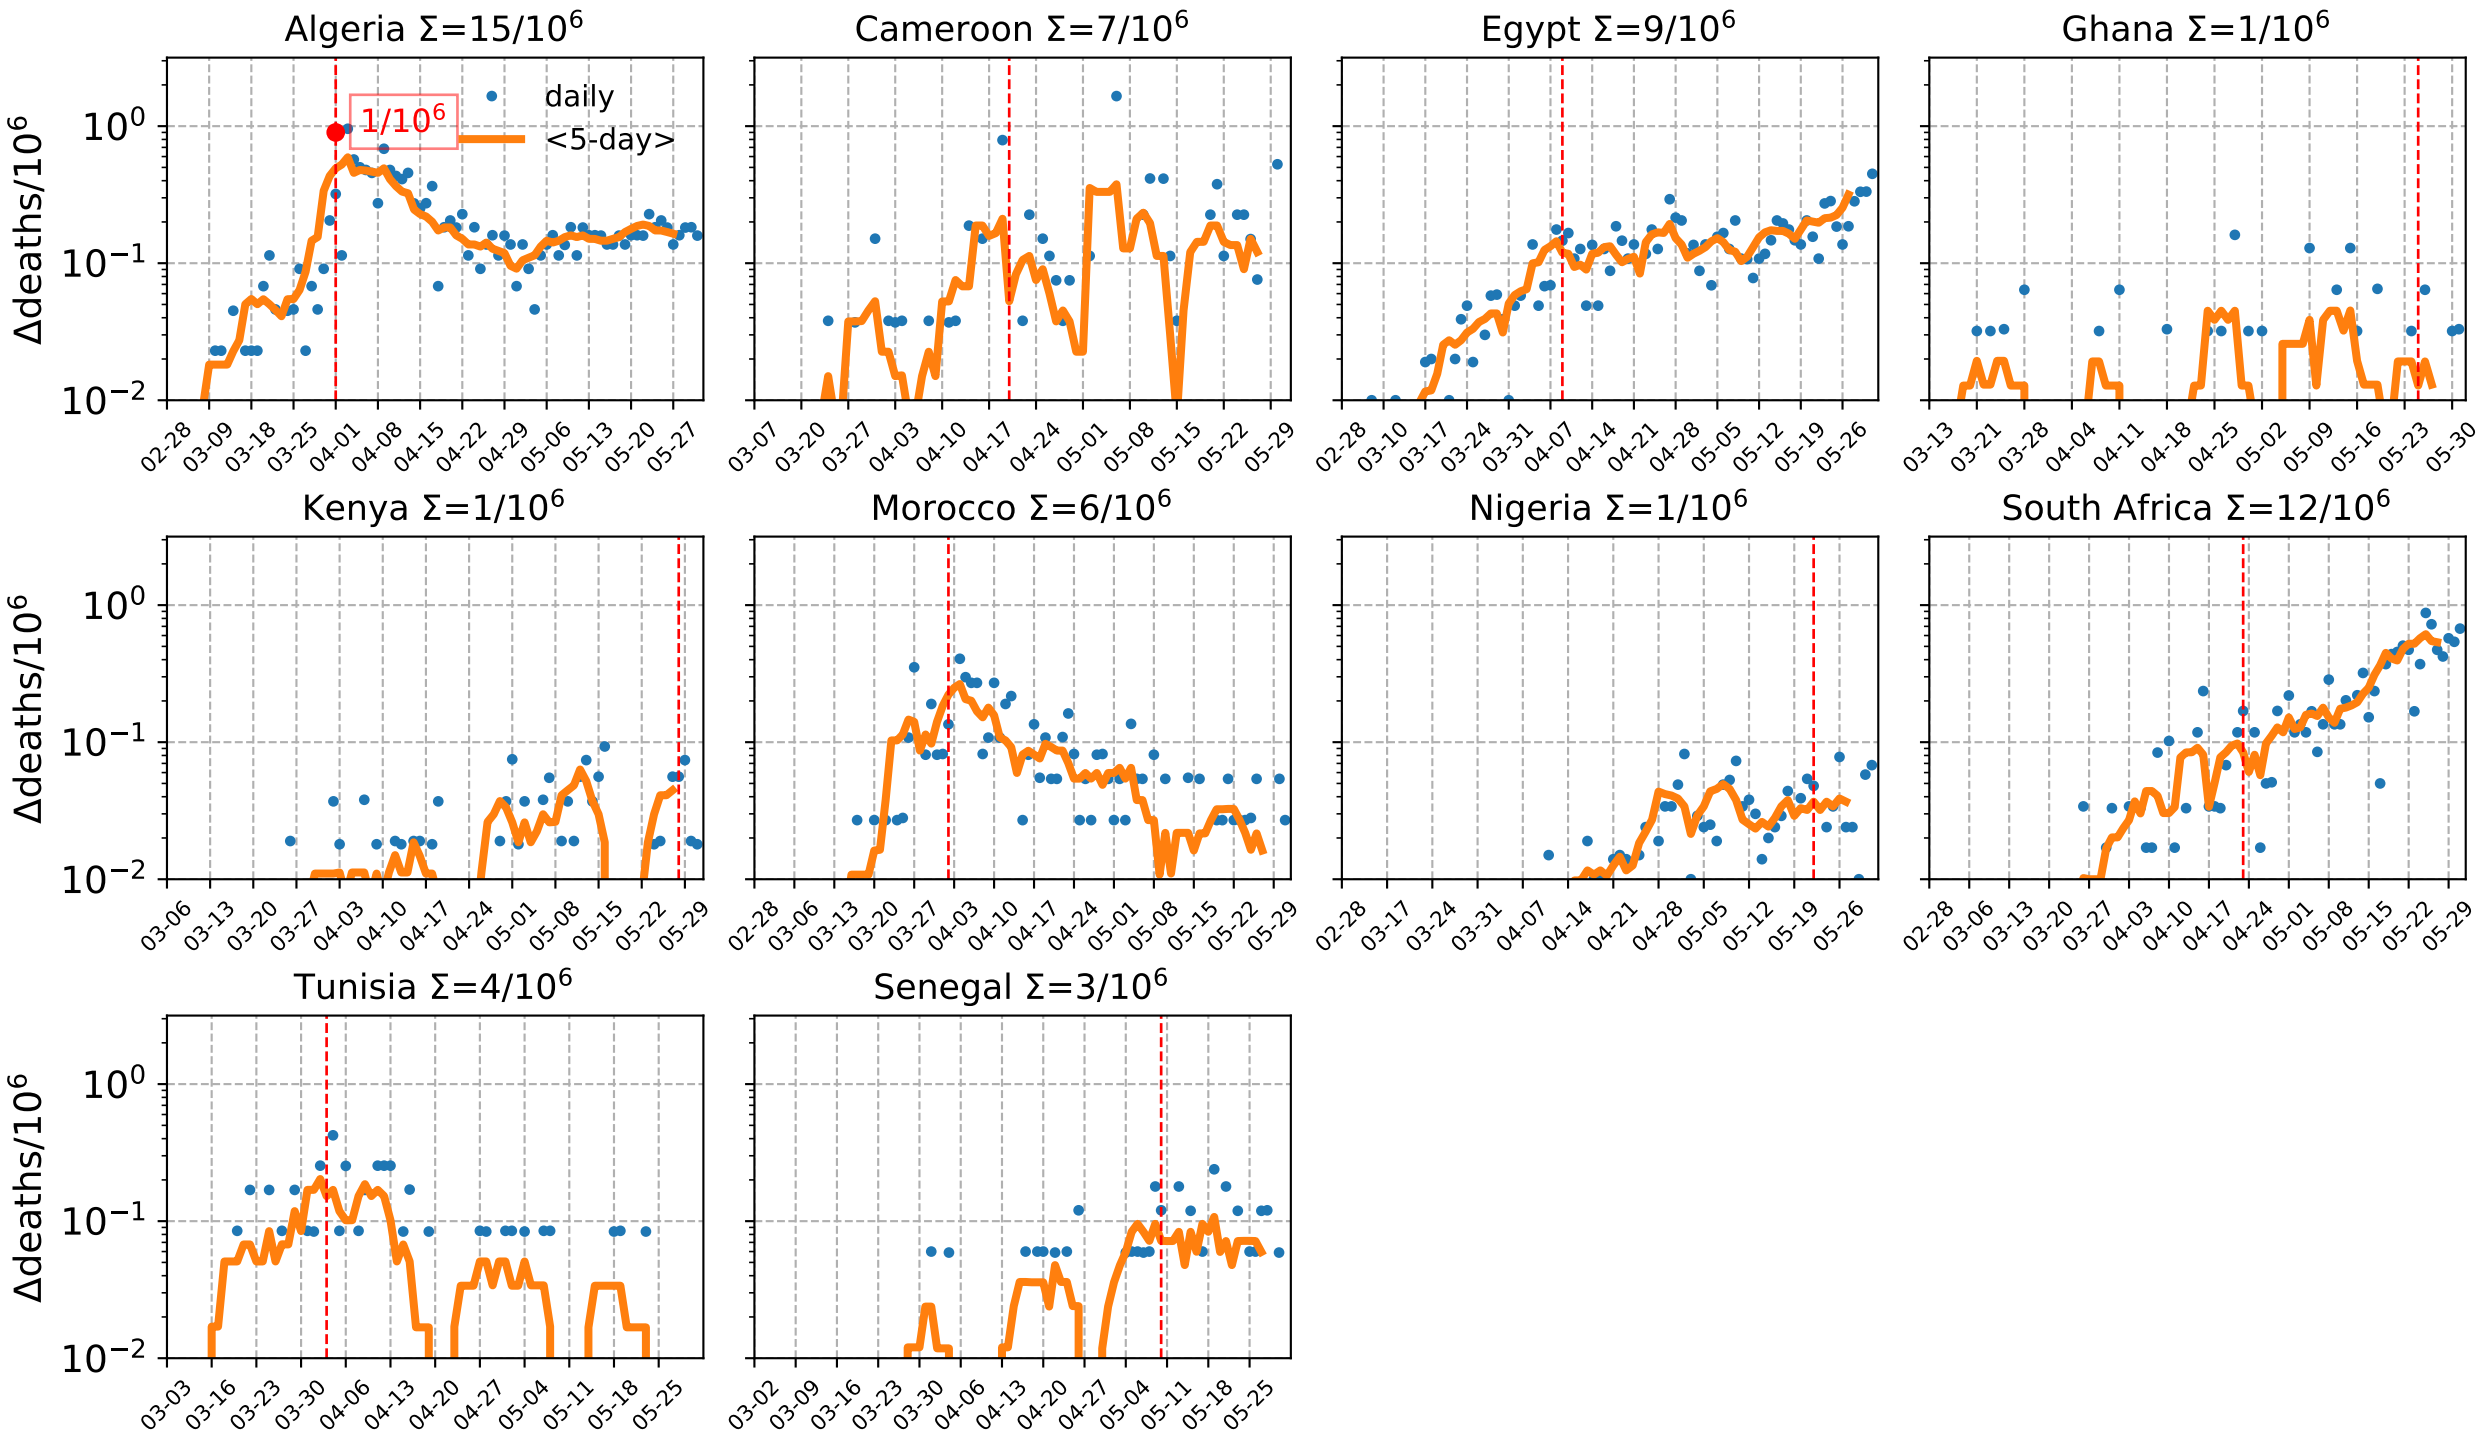 Algeria Σ=15/10⁶
Cameroon Σ=7/10⁶
Egypt Σ=9/10⁶
Ghana Σ=1/10⁶
Δdeaths/10⁶
10⁰
10⁻¹
10⁻²
1/10⁶
daily
<5-day>
02-28 03-09 03-18 03-25 04-01 04-08 04-15 04-22 04-29 05-06 05-13 05-20 05-27
03-07 03-20 03-27 04-03 04-10 04-17 04-24 05-01 05-08 05-15 05-22 05-29
02-28 03-10 03-17 03-24 03-31 04-07 04-14 04-21 04-28 05-05 05-12 05-19 05-26
03-13 03-21 03-28 04-04 04-11 04-18 04-25 05-02 05-09 05-16 05-23 05-30
Kenya Σ=1/10⁶
Morocco Σ=6/10⁶
Nigeria Σ=1/10⁶
South Africa Σ=12/10⁶
Δdeaths/10⁶
10⁰
10⁻¹
10⁻²
03-06 03-13 03-20 03-27 04-03 04-10 04-17 04-24 05-01 05-08 05-15 05-22 05-29
02-28 03-06 03-13 03-20 03-27 04-03 04-10 04-17 04-24 05-01 05-08 05-15 05-22 05-29
02-28 03-17 03-24 03-31 04-07 04-14 04-21 04-28 05-05 05-12 05-19 05-26
02-28 03-06 03-13 03-20 03-27 04-03 04-10 04-17 04-24 05-01 05-08 05-15 05-22 05-29
Tunisia Σ=4/10⁶
Senegal Σ=3/10⁶
Δdeaths/10⁶
10⁰
10⁻¹
10⁻²
03-03 03-16 03-23 03-30 04-06 04-13 04-20 04-27 05-04 05-11 05-18 05-25
03-02 03-09 03-16 03-23 03-30 04-06 04-13 04-20 04-27 05-04 05-11 05-18 05-25